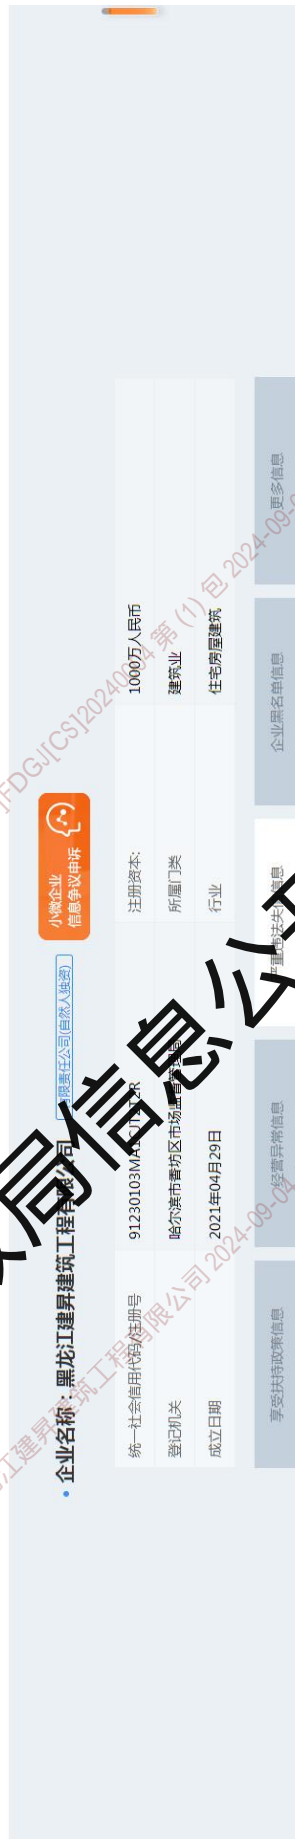 企业名称：黑龙江建昇建筑工程有限公司
有限责任公司(自然人独资)
小微企业
信息争议申诉
统一社会信用代码/注册号
注册资本:
1000万人民币
登记机关
哈尔滨市香坊区市场监督管理局
所属门类
建筑业
成立日期
2021年04月29日
行业
住宅房屋建筑
享受扶持政策信息
经营异常信息
严重违法失信信息
企业黑名单信息
更多信息
局信息公开